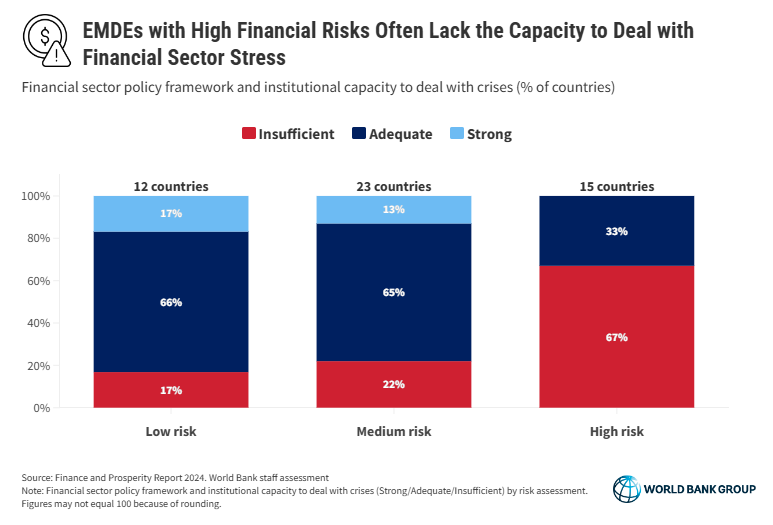 EMDEs with High Financial Risks Often Lack the Capacity to Deal with
Financial Sector Stress
Financial sector policy framework and institutional capacity to deal with crises (% of countries)
Insufficient Adequate Strong
12 countries 23 countries 15 countries
100%
80%
60%
40%
20%
0%
17% 13% 33%
66% 65% 67%
17% 22%
Low risk Medium risk High risk
Source: Finance and Prosperity Report 2024. World Bank staff assessment
Note: Financial sector policy framework and institutional capacity to deal with crises (Strong/Adequate/Insufficient) by risk assessment.
Figures may not equal 100 because of rounding.
WORLD BANK GROUP
$
!